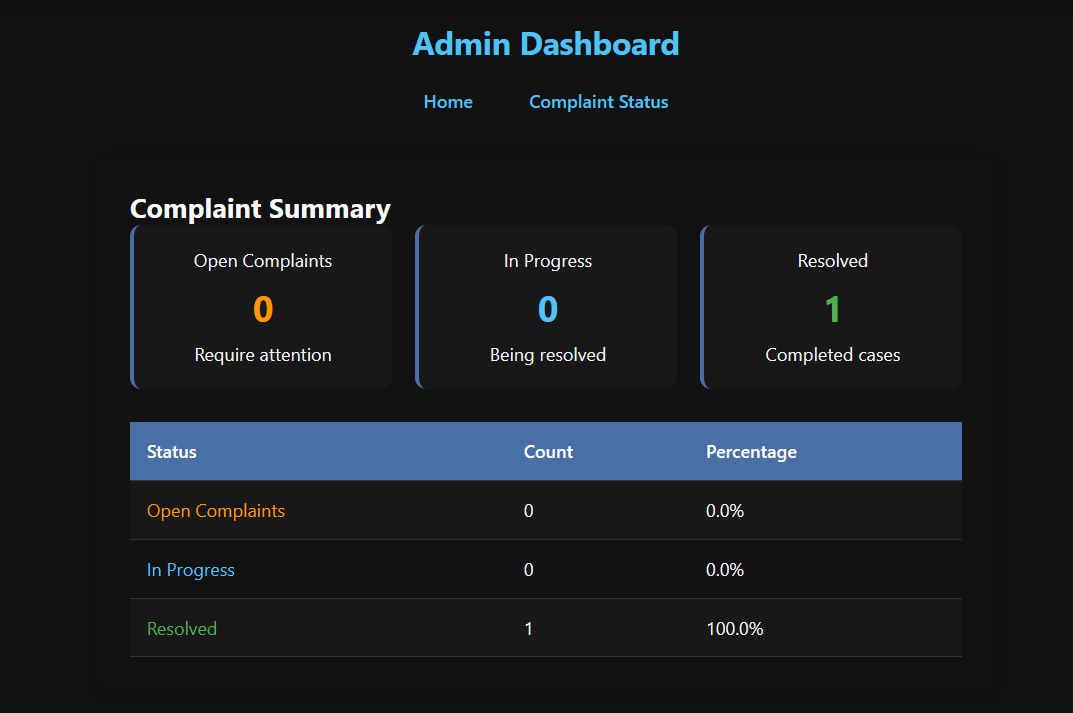 Admin Dashboard
Home Complaint Status
Complaint Summary
Open Complaints
0
Require attention
In Progress
0
Being resolved
Resolved
1
Completed cases
Status Count Percentage
Open Complaints 0 0.0%
In Progress 0 0.0%
Resolved 1 100.0%